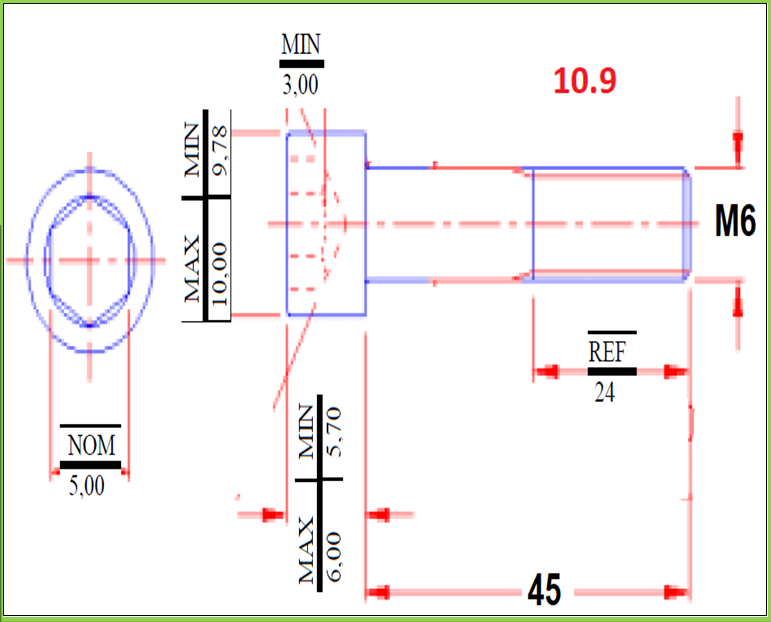 MIN
3,00
10.9
MIN
9,78
MAX
10,00
M6
REF
24
NOM
5,00
MIN
5,70
MAX
6,00
45